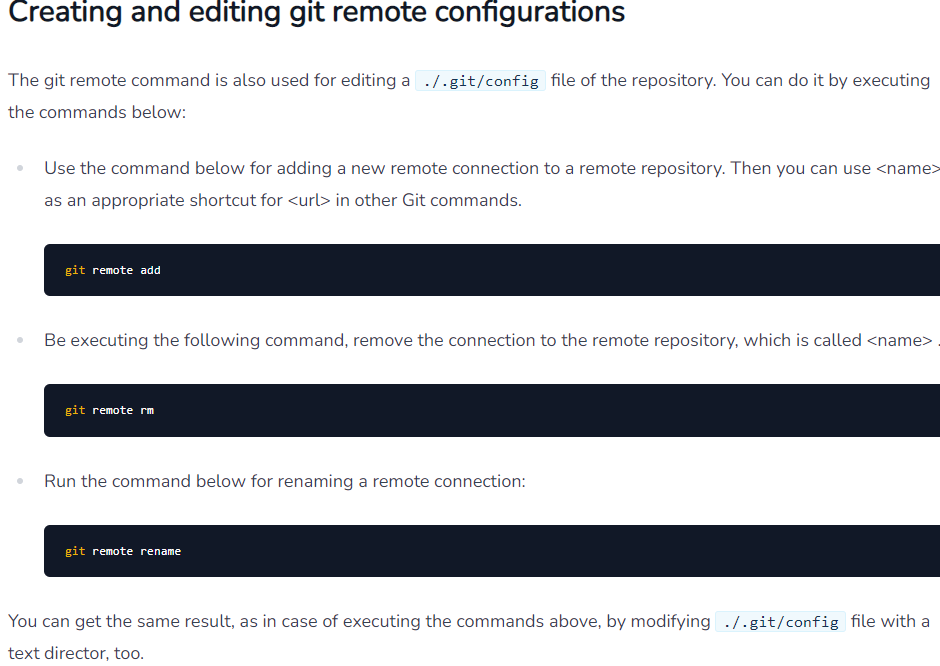 Creating and editing git remote configurations
The git remote command is also used for editing a ./.git/config file of the repository. You can do it by executing
the commands below:
Use the command below for adding a new remote connection to a remote repository. Then you can use <name>
as an appropriate shortcut for <url> in other Git commands.
git remote add
Be executing the following command, remove the connection to the remote repository, which is called <name> .
git remote rm
Run the command below for renaming a remote connection:
git remote rename
You can get the same result, as in case of executing the commands above, by modifying ./.git/config file with a
text director, too.